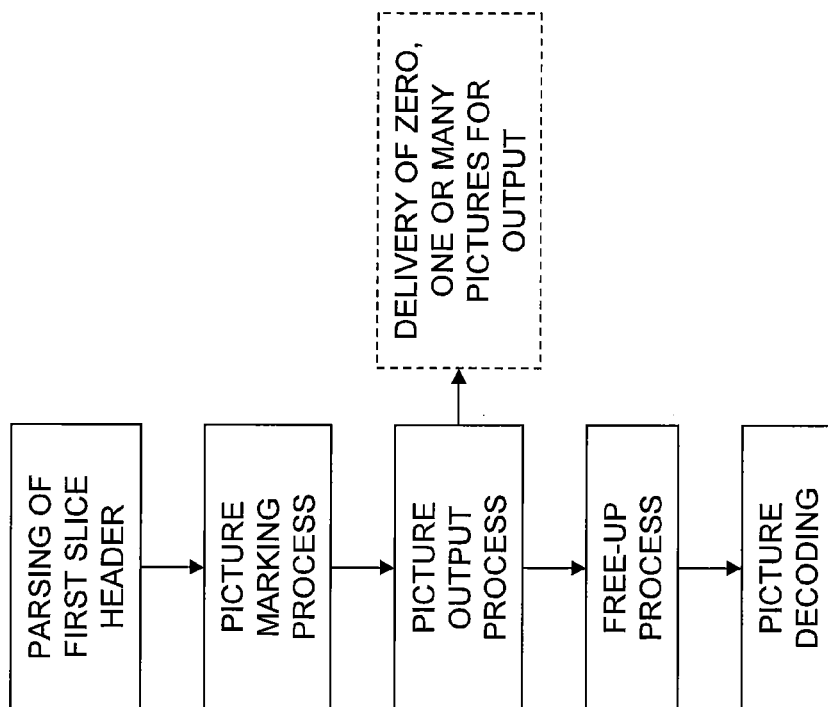 PARSING OF
FIRST SLICE
HEADER
PICTURE
MARKING
PROCESS
PICTURE
OUTPUT
PROCESS
DELIVERY OF ZERO,
ONE OR MANY
PICTURES FOR
OUTPUT
FREE-UP
PROCESS
PICTURE
DECODING